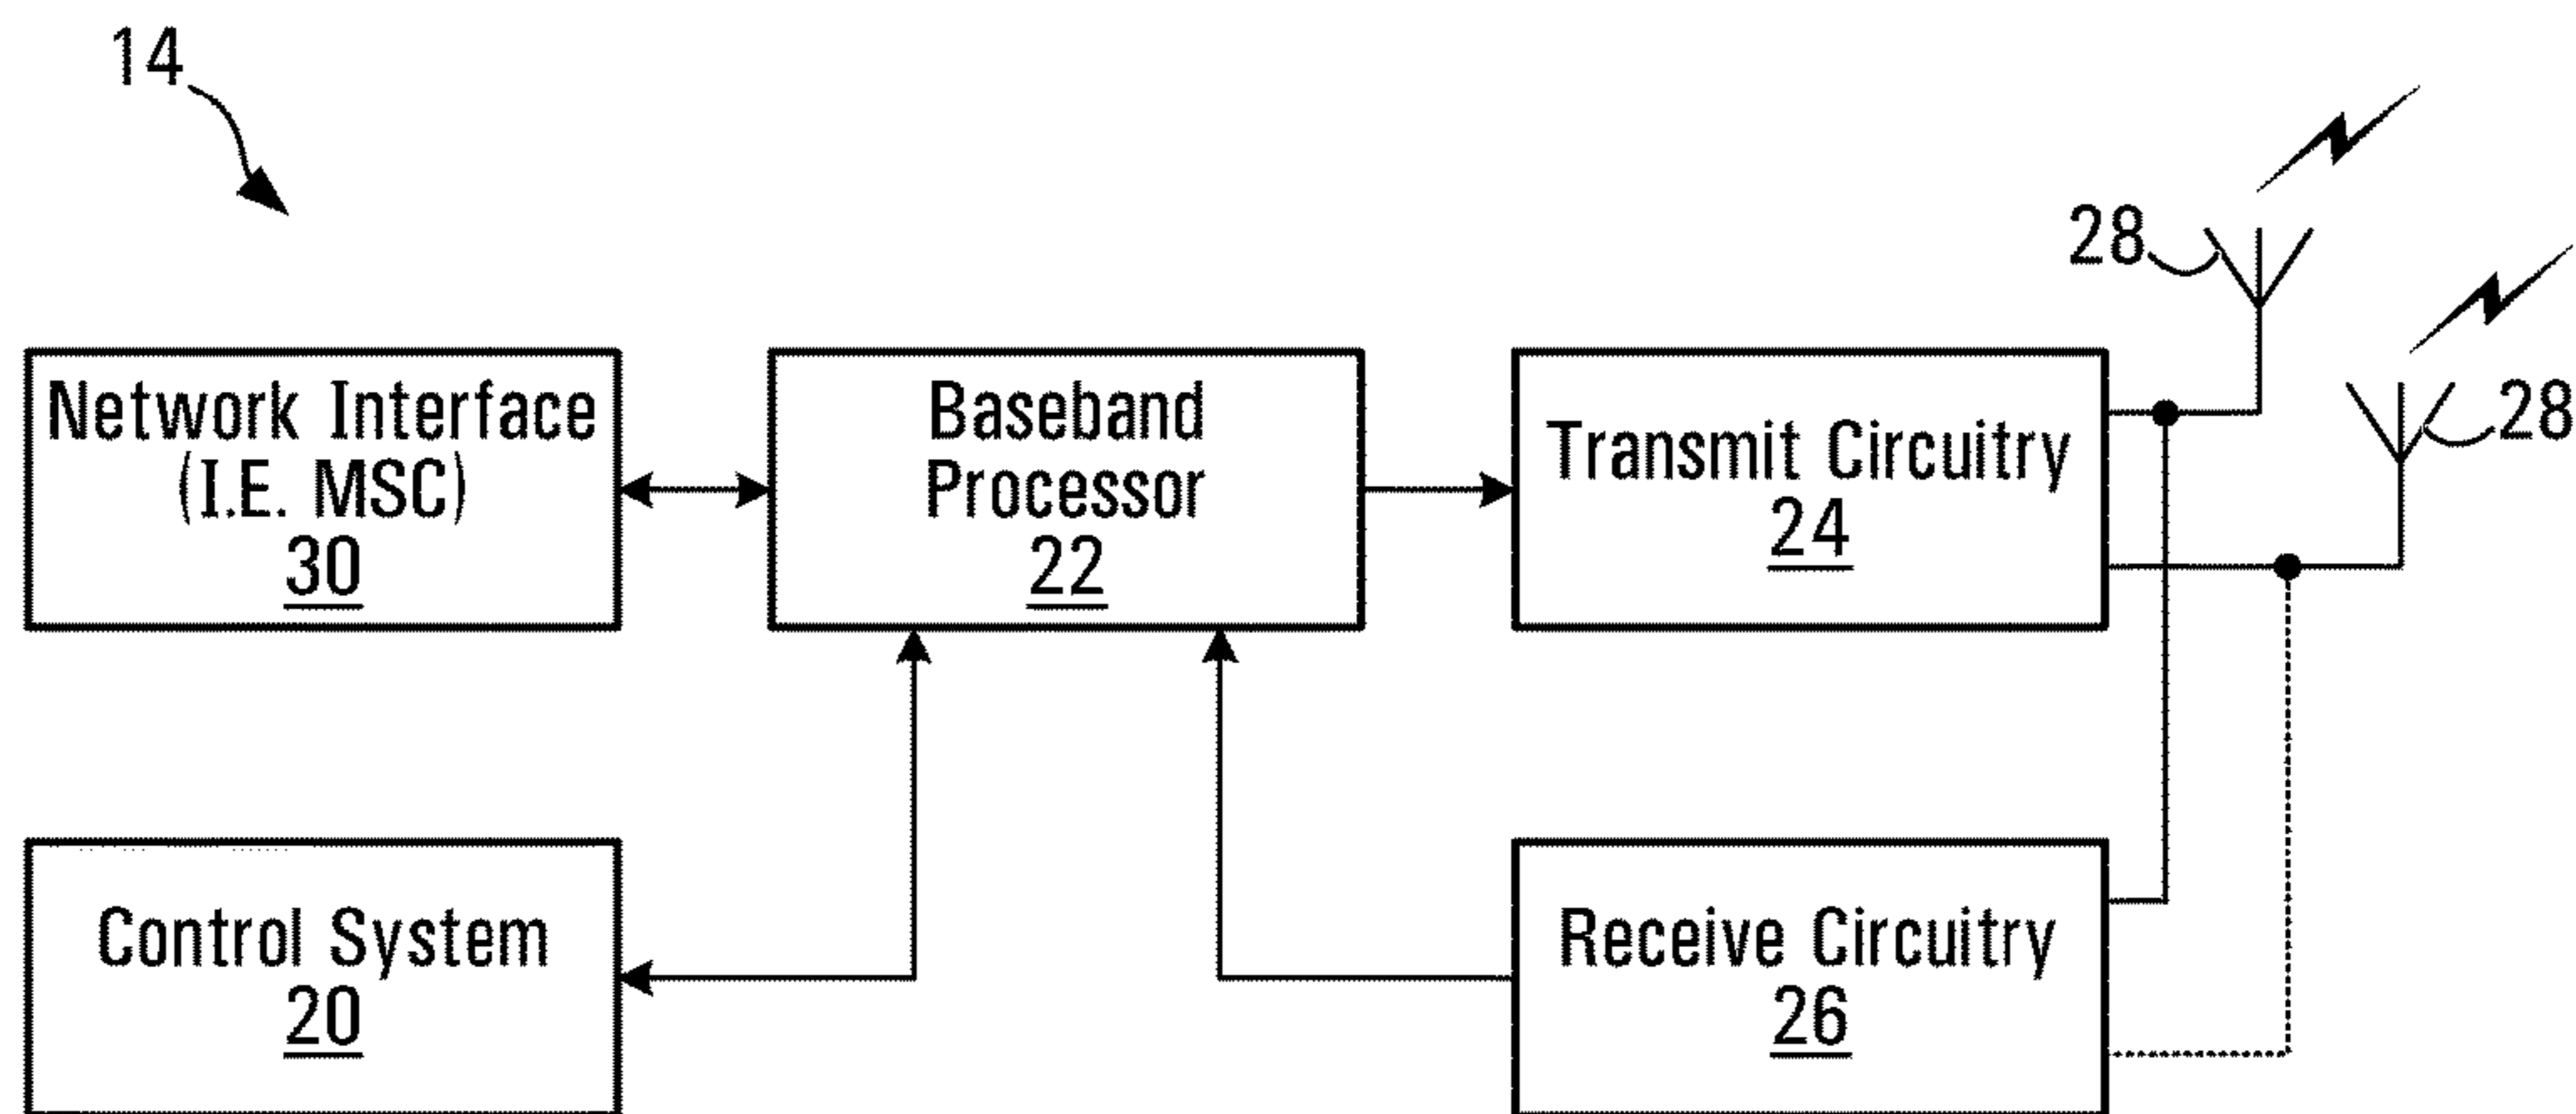 14
28
28
Network Interface
(I.E. MSC)
30
Baseband
Processor
22
Transmit Circuitry
24
Control System
20
Receive Circuitry
26